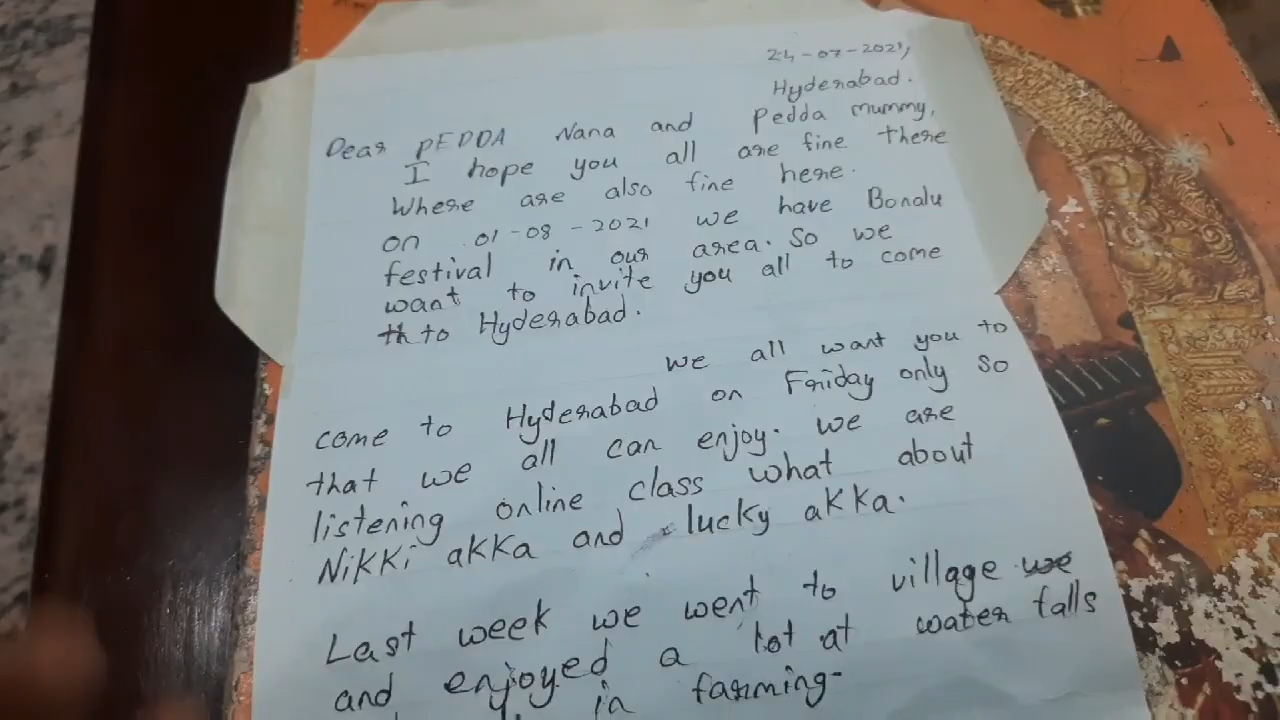 24-07-2021,
Hyderabad.
Dear PEDDA Nana and Pedda mummy,
I hope you all are fine there
Where are also fine here.
on 01-08-2021 we have Bonalu
festival in our area. So we
want to invite you all to come
th to Hyderabad.
we all want you to
come to Hyderabad on Friday only so
that we all can enjoy. we are
listening online class what about
Nikki akka and lucky akka.
Last week we went to village we
and enjoyed a lot at water falls
in farming-